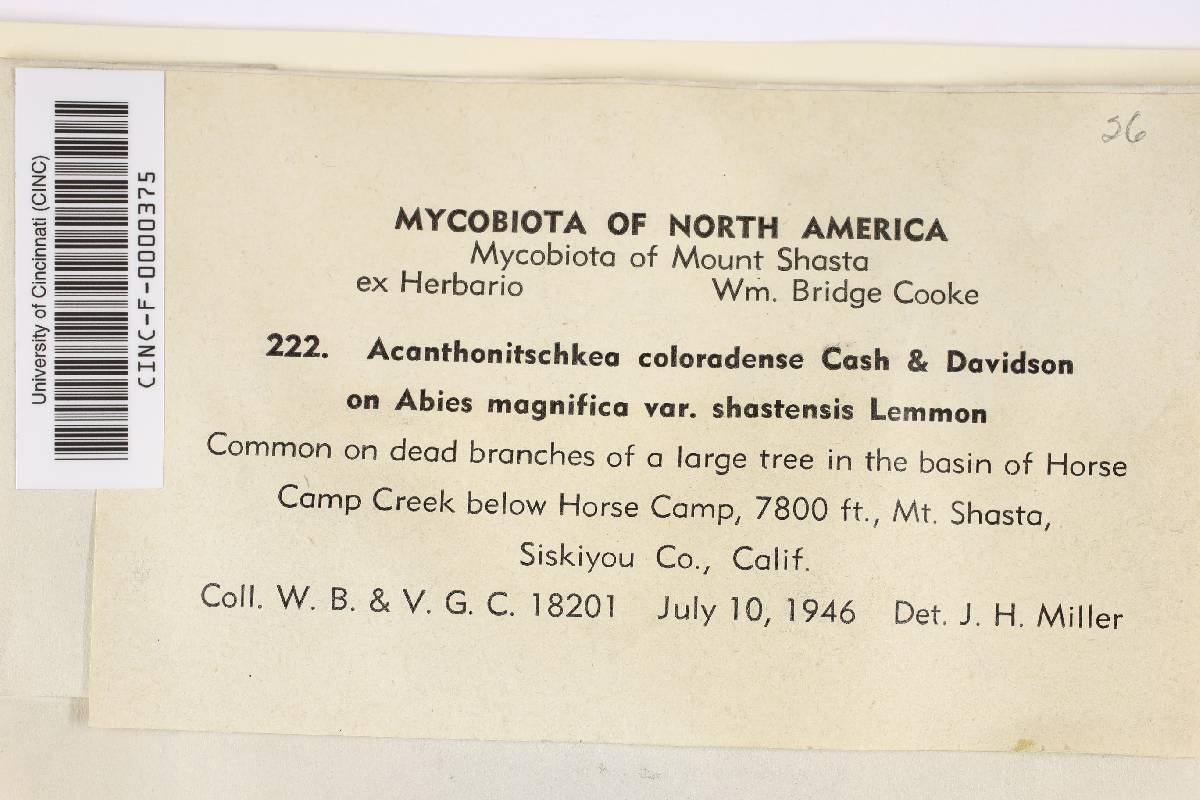 University of Cincinnati (CINC)
CINC-F-0000375
26
MYCOBIOTA OF NORTH AMERICA
Mycobiota of Mount Shasta
ex Herbario Wm. Bridge Cooke
222. Acanthonitschkea coloradense Cash & Davidson
on Abies magnifica var. shastensis Lemmon
Common on dead branches of a large tree in the basin of Horse
Camp Creek below Horse Camp, 7800 ft., Mt. Shasta,
Siskiyou Co., Calif.
Coll. W. B. & V. G. C. 18201 July 10, 1946 Det. J. H. Miller